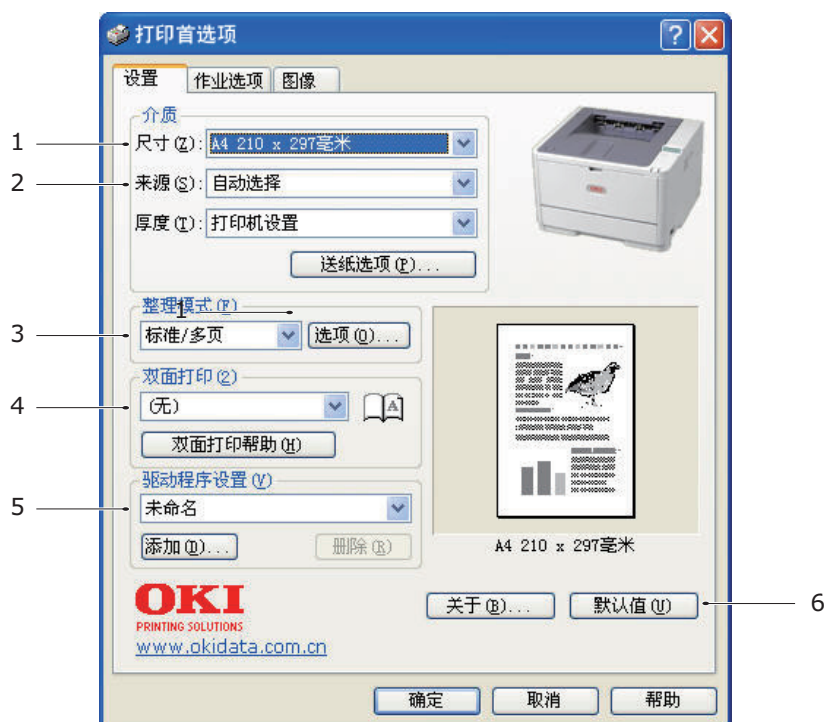 打印首选项
设置 作业选项 图像
介质
1 尺寸(Z): A4 210 x 297毫米
2 来源(S): 自动选择
厚度(T): 打印机设置
送纸选项(P)...
整理模式(F)
1
3 标准/多页 选项(O)...
双面打印(2)
4 (无) A
双面打印帮助(H)
驱动程序设置(V)
5 未命名
添加(D)... 删除(R)
A4 210 x 297毫米
OKI
PRINTING SOLUTIONS
www.okidata.com.cn
关于(B)... 默认值(U) 6
确定 取消 帮助